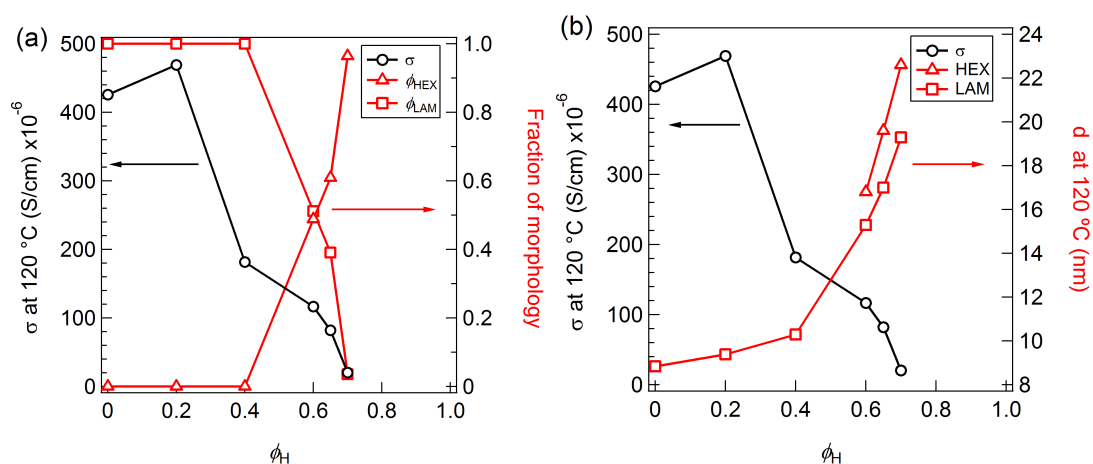 (a)
500
400
300
200
100
0
σ at 120 °C (S/cm) x10-6
σ
ϕHEX
ϕLAM
1.0
0.8
0.6
0.4
0.2
0
Fraction of morphology
0 0.2 0.4 0.6 0.8 1.0
ϕH
(b)
500
400
300
200
100
0
σ at 120 °C (S/cm) x10-6
σ
HEX
LAM
24
22
20
18
16
14
12
10
8
d at 120 ºC (nm)
0 0.2 0.4 0.6 0.8 1.0
ϕH